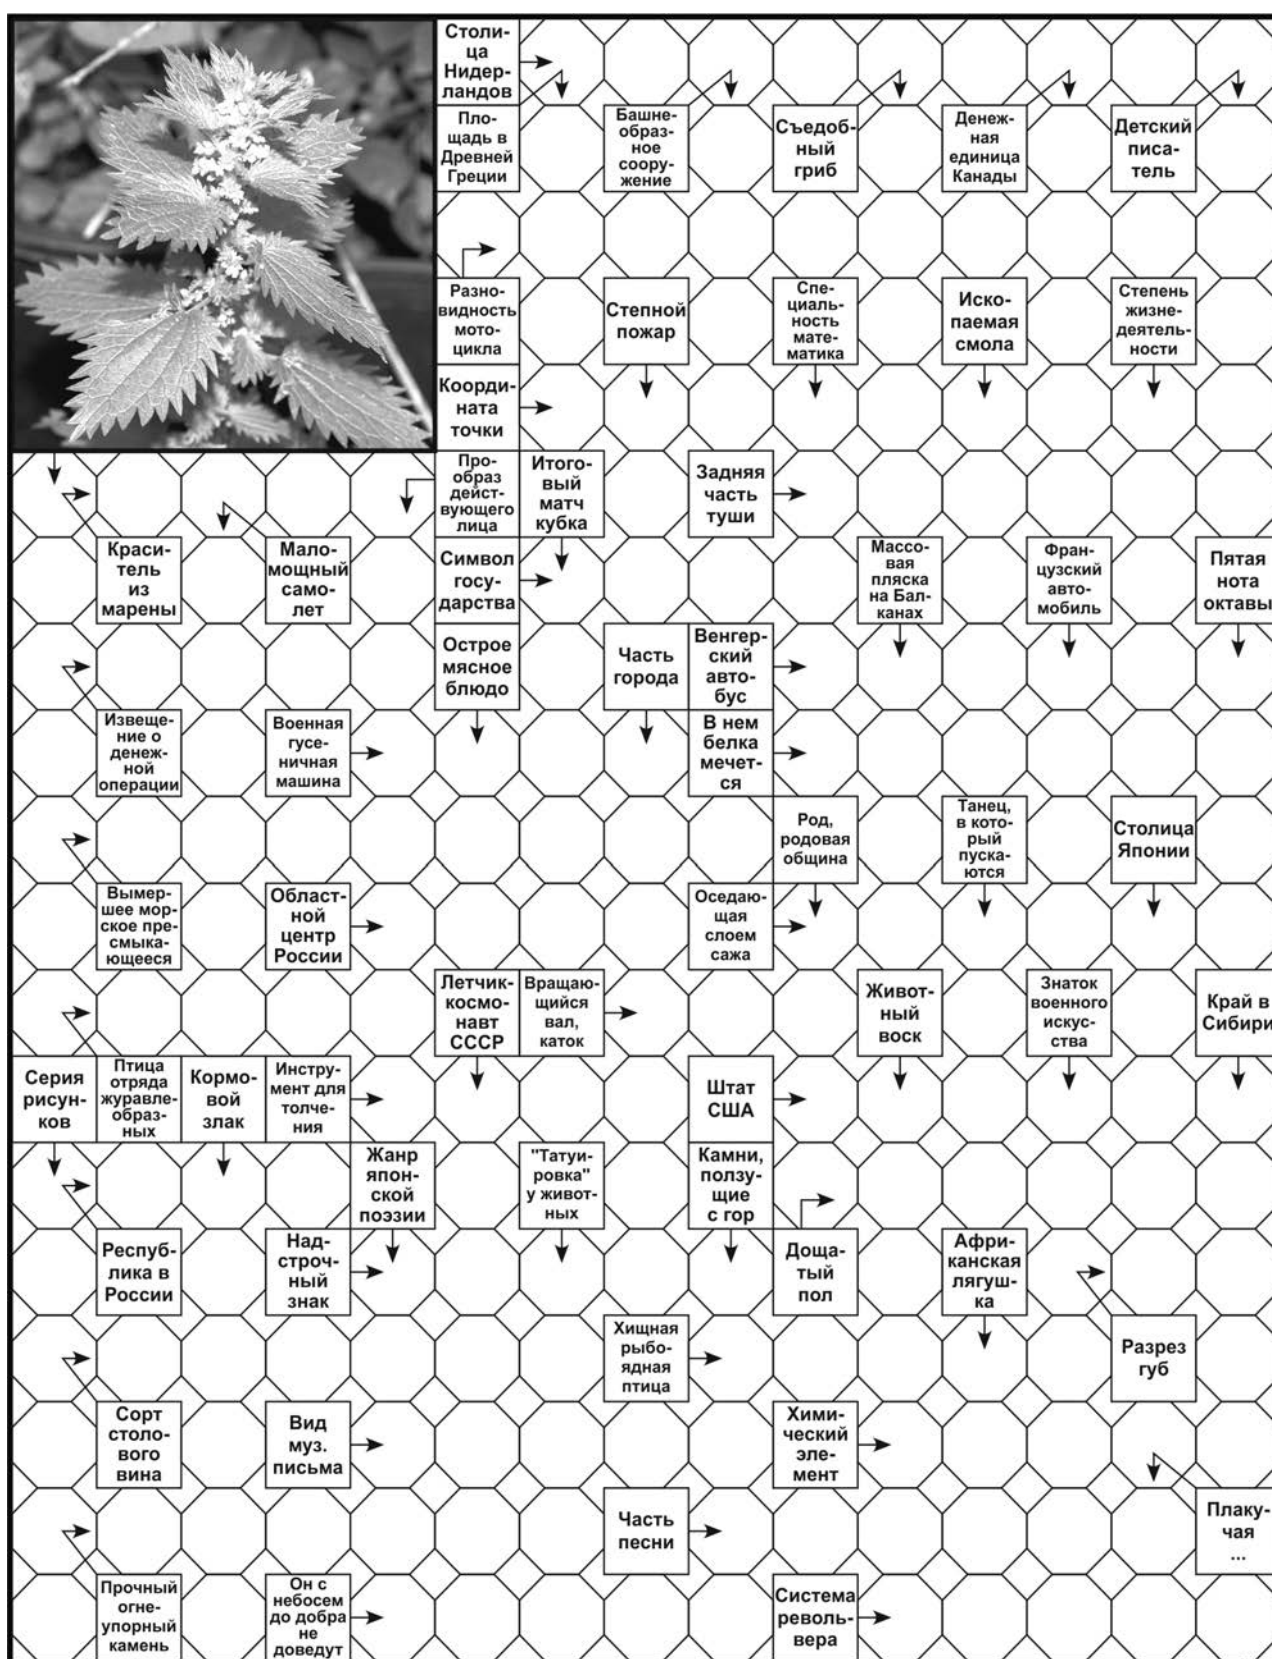 Столи-
ца
Нидер-
ландов
Пло-
щадь в
Древней
Греции
Башне-
образ-
ное
соору-
жение
Съедоб-
ный
гриб
Денеж-
ная
единица
Канады
Детский
писа-
тель
Разно-
видность
мото-
цикла
Степной
пожар
Спе-
циаль-
ность
мате-
матика
Иско-
паемая
смола
Степень
жизне-
деятель-
ности
Коорди-
ната
точки
Про-
образ
дейст-
вующего
лица
Итого-
вый
матч
кубка
Задняя
часть
туши
Краси-
тель
из
марены
Мало-
мощный
само-
лет
Символ
госу-
дарства
Массо-
вая
пляска
на Бал-
канах
Фран-
цузский
авто-
мобиль
Пятая
нота
октавы
Острое
мясное
блюдо
Часть
города
Венгер-
ский
авто-
бус
Извеще-
ние о
денеж-
ной
операции
Военная
гусе-
ничная
машина
В нем
белка
мечет-
ся
Род,
родовая
община
Танец,
в кото-
рый
пуска-
ются
Столица
Японии
Вымер-
шее мор-
ское пре-
смыка-
ющееся
Област-
ной
центр
России
Оседаю-
щая
слоем
сажа
Летчик-
космо-
навт
СССР
Вращаю-
щийся
вал,
каток
Живот-
ный
воск
Знаток
военного
искус-
ства
Край в
Сибири
Серия
рисун-
ков
Птица
отряда
журавле-
образ-
ных
Кормо-
вой
злак
Инстру-
мент для
толче-
ния
Штат
США
Жанр
япон-
ской
поэзии
"Татуи-
ровка"
у живот-
ных
Камни,
ползу-
щие
с гор
Респуб-
лика в
России
Над-
строч-
ный
знак
Доща-
тый
пол
Афри-
канская
лягуш-
ка
Хищная
рыбо-
ядная
птица
Разрез
губ
Сорт
столо-
вого
вина
Вид
муз.
письма
Хими-
ческий
эле-
мент
Часть
песни
Плаку-
чая
...
Прочный
огне-
упорный
камень
Он с
небосем
до добра
не
доведут
Система
револь-
вера